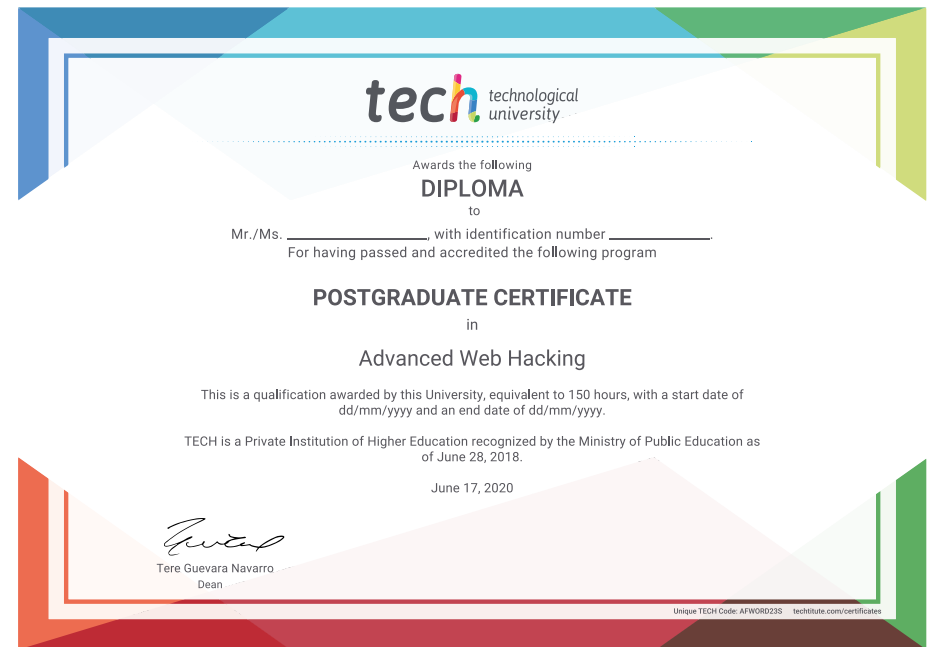 tech technological
university
Awards the following
DIPLOMA
to
Mr./Ms. ____________________, with identification number ______________.
For having passed and accredited the following program
POSTGRADUATE CERTIFICATE
in
Advanced Web Hacking
This is a qualification awarded by this University, equivalent to 150 hours, with a start date of
dd/mm/yyyy and an end date of dd/mm/yyyy.
TECH is a Private Institution of Higher Education recognized by the Ministry of Public Education as
of June 28, 2018.
June 17, 2020
Tere Guevara Navarro
Dean
Unique TECH Code: AFWORD23S techtitute.com/certificates